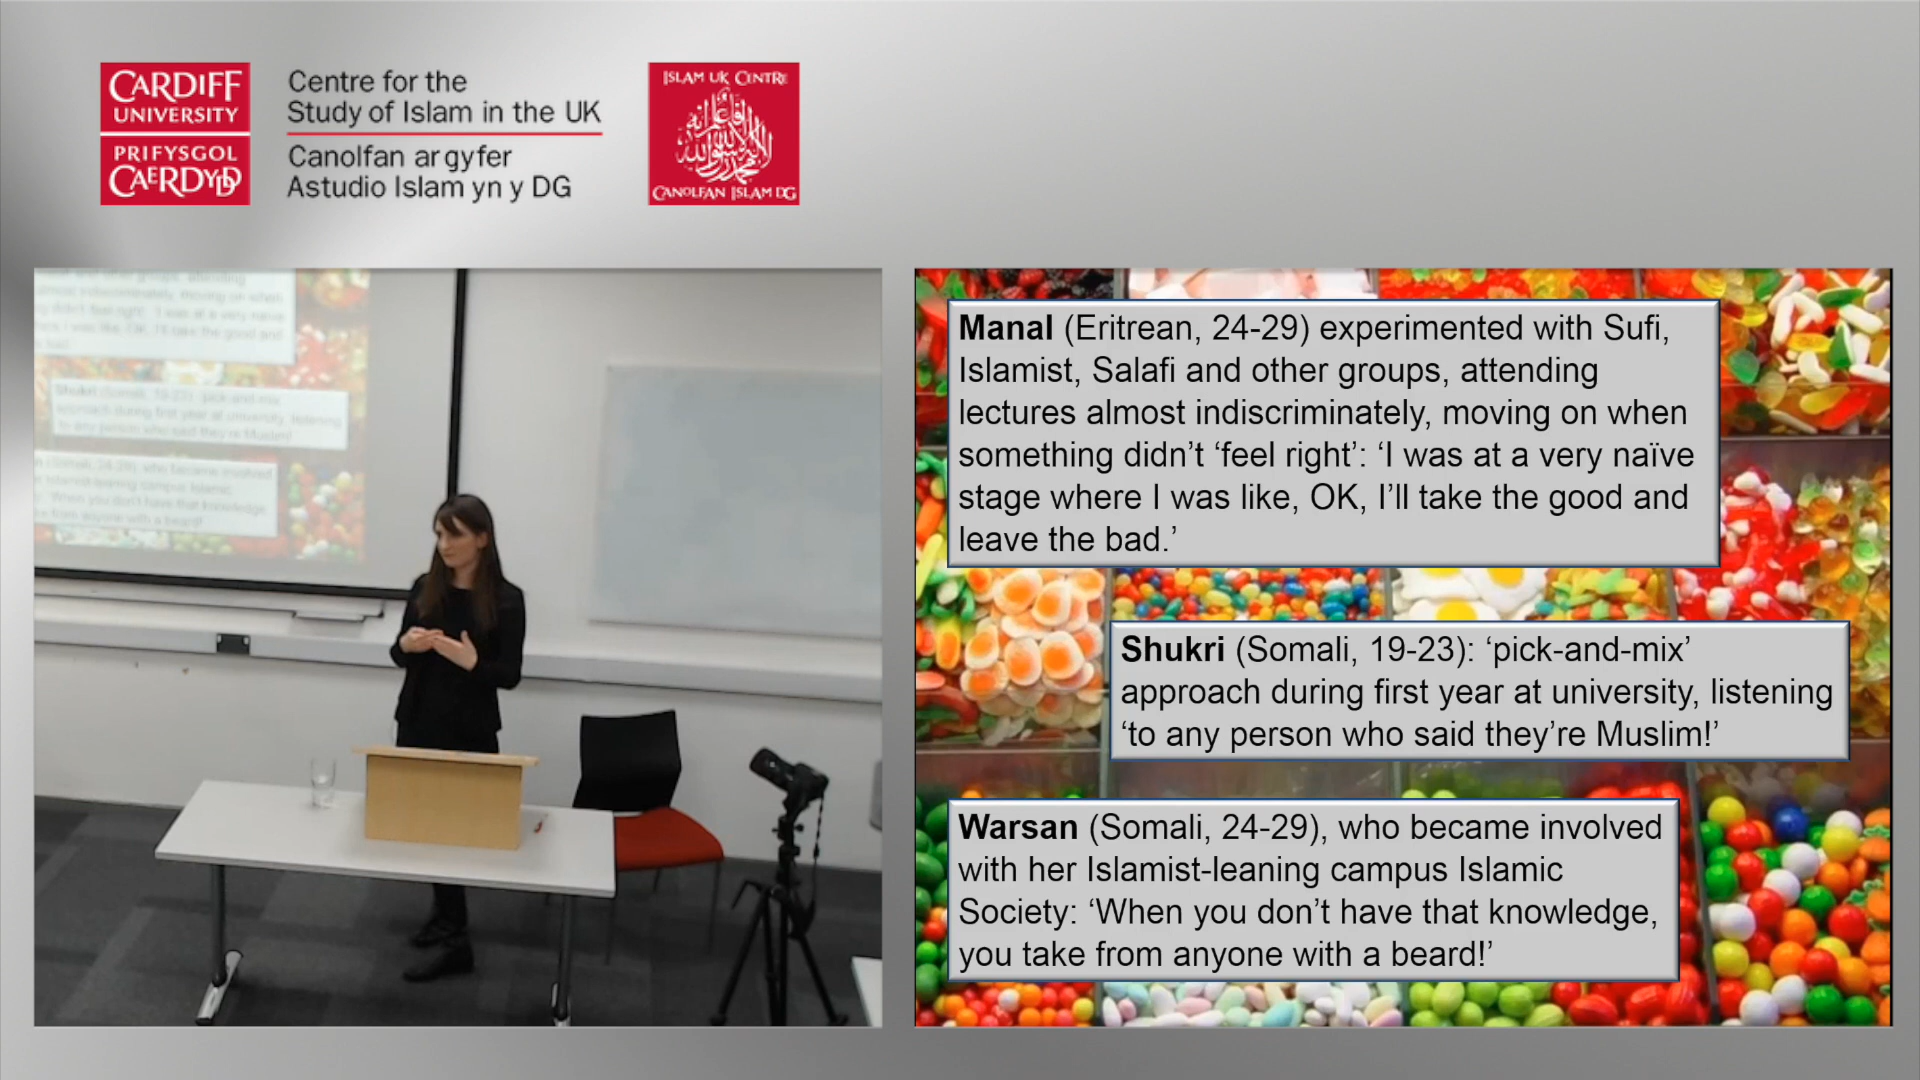 CARDIFF
UNIVERSITY
PRIFYSGOL
CAERDYDD
Centre for the
Study of Islam in the UK
Canolfan ar gyfer
Astudio Islam yn y DG
ISLAM UK CENTRE
CANOLFAN ISLAM DG
Manal (Eritrean, 24-29) experimented with Sufi,
Islamist, Salafi and other groups, attending
lectures almost indiscriminately, moving on when
something didn’t ‘feel right’: ‘I was at a very naïve
stage where I was like, OK, I’ll take the good and
leave the bad.’
Shukri (Somali, 19-23): ‘pick-and-mix’
approach during first year at university, listening
‘to any person who said they’re Muslim!’
Warsan (Somali, 24-29), who became involved
with her Islamist-leaning campus Islamic
Society: ‘When you don’t have that knowledge,
you take from anyone with a beard!’